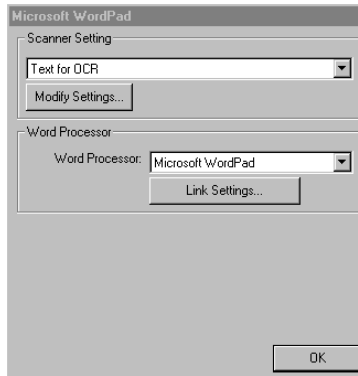 Microsoft WordPad
Scanner Setting
Text for OCR
Modify Settings...
Word Processor
Word Processor: Microsoft WordPad
Link Settings...
OK